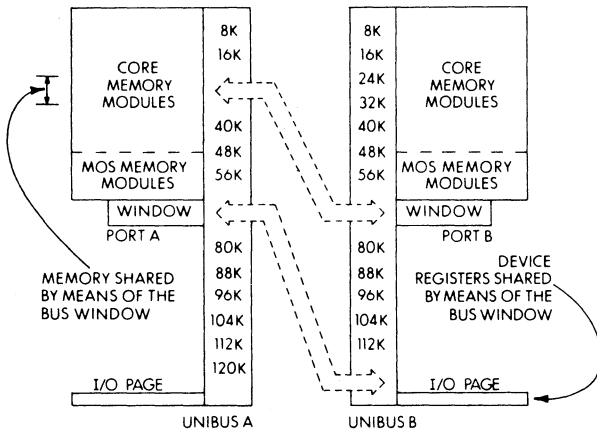 8K
16K
CORE
MEMORY
MODULES
40K
48K
MOS MEMORY
MODULES
56K
WINDOW
PORT A
80K
88K
MEMORY SHARED
BY MEANS OF THE
BUS WINDOW
96K
104K
112K
120K
I/O PAGE
UNIBUS A
8K
16K
24K
32K
CORE
MEMORY
MODULES
40K
48K
MOS MEMORY
MODULES
56K
WINDOW
PORT B
80K
88K
DEVICE
REGISTERS SHARED
BY MEANS OF THE
BUS WINDOW
96K
104K
112K
I/O PAGE
UNIBUS B